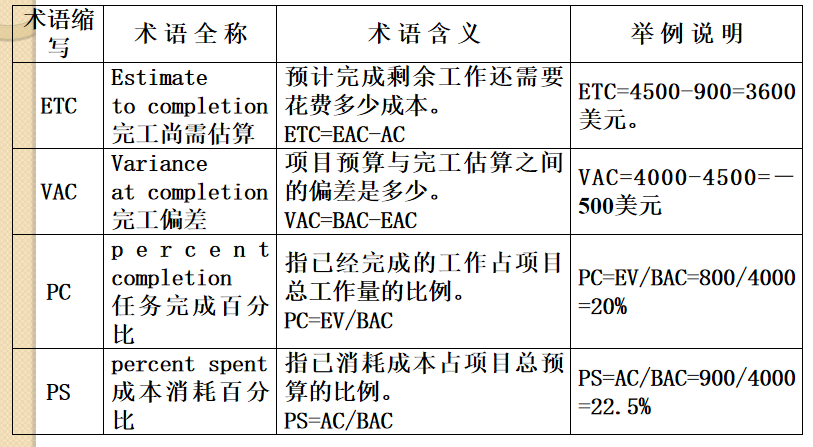 术语缩写
术语全称
术语含义
举例说明
ETC
Estimate
to completion
完工尚需估算
预计完成剩余工作还需要
花费多少成本。
ETC=EAC-AC
ETC=4500-900=3600
美元。
VAC
Variance
at completion
完工偏差
项目预算与完工估算之间
的偏差是多少。
VAC=BAC-EAC
VAC=4000-4500=－
500美元
PC
percent
completion
任务完成百分
比
指已经完成的工作占项目
总工作量的比例。
PC=EV/BAC
PC=EV/BAC=800/4000
=20%
PS
percent spent
成本消耗百分
比
指已消耗成本占项目总预
算的比例。
PS=AC/BAC
PS=AC/BAC=900/4000
=22.5%